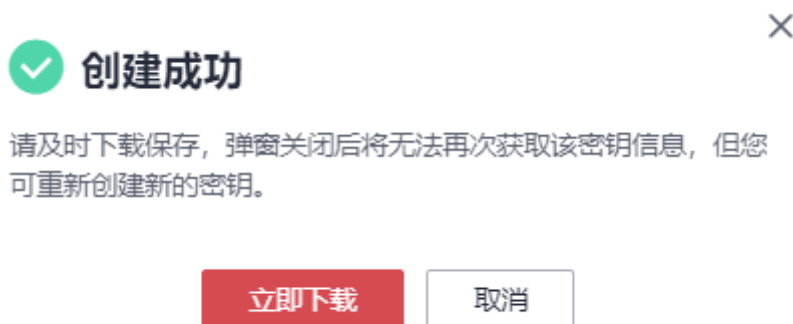 创建成功
请及时下载保存，弹窗关闭后将无法再次获取该密钥信息，但您
可重新创建新的密钥。
立即下载
取消